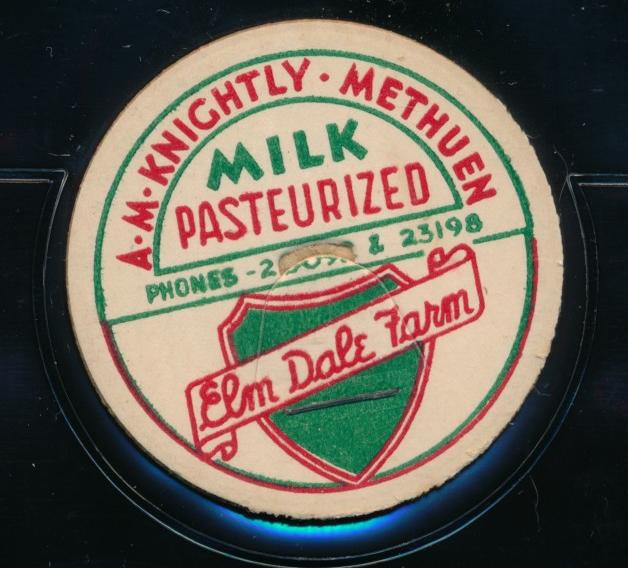 A·M·KNIGHTLY·METHUEN
MILK
PASTEURIZED
PHONES - & 23198
Elm Dale Farm